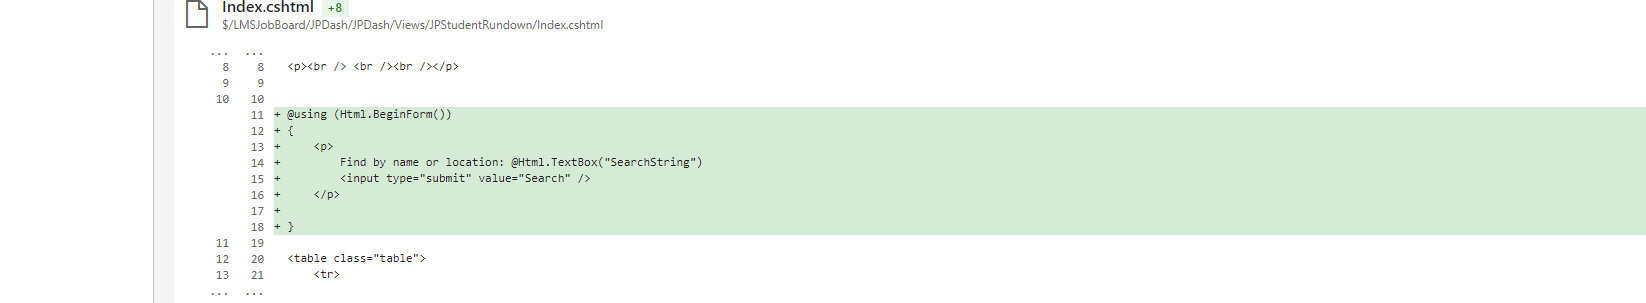 Index.cshtml +8
$/LMSJobBoard/JPDash/JPDash/Views/JPStudentRundown/Index.cshtml
... ...
8 8 <p><br /> <br /><br /></p>
9 9
10 10
11 + @using (Html.BeginForm())
12 + {
13 + <p>
14 + Find by name or location: @Html.TextBox("SearchString")
15 + <input type="submit" value="Search" />
16 + </p>
17 +
18 + }
11 19
12 20 <table class="table">
13 21 <tr>
... ...